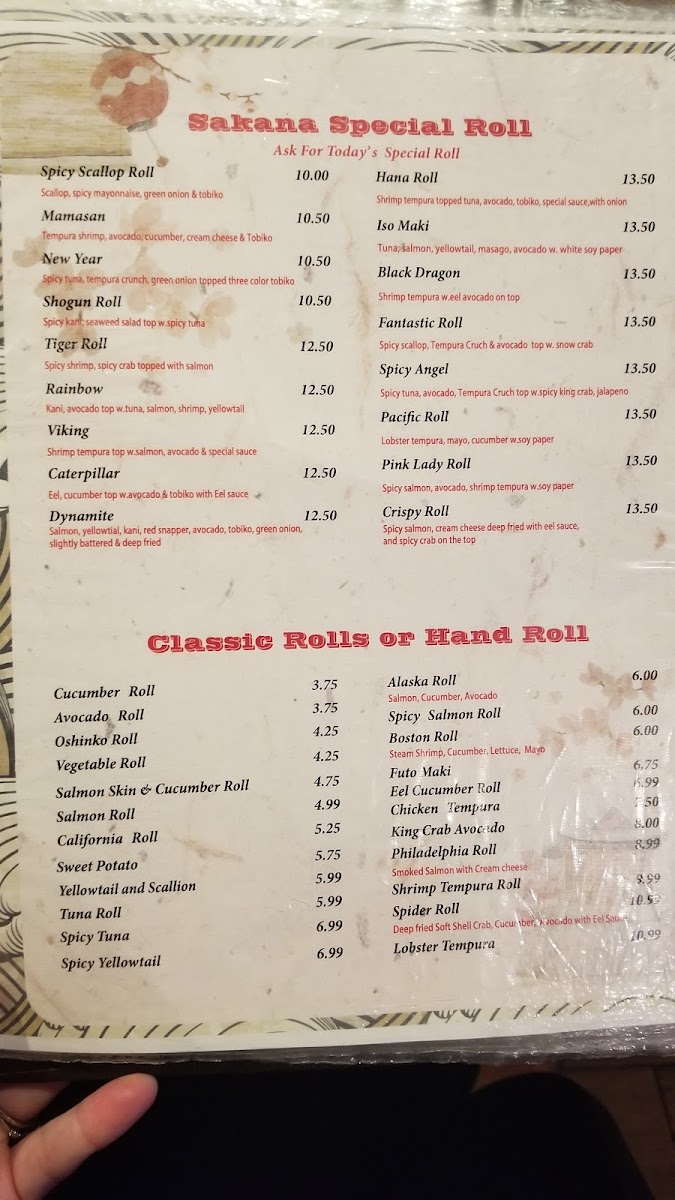 Sakana Special Roll
Ask For Today's Special Roll
Spicy Scallop Roll 10.00
Scallop, spicy mayonnaise, green onion & tobiko
Mamasan 10.50
Tempura shrimp, avocado, cucumber, cream cheese & Tobiko
New Year 10.50
Spicy tuna, tempura crunch, green onion topped three color tobiko
Shogun Roll 10.50
Spicy kani, seaweed salad top w.spicy tuna
Tiger Roll 12.50
Spicy shrimp, spicy crab topped with salmon
Rainbow 12.50
Kani, avocado top w.tuna, salmon, shrimp, yellowtail
Viking 12.50
Shrimp tempura top w.salmon, avocado & special sauce
Caterpillar 12.50
Eel, cucumber top w.avocado & tobiko with Eel sauce
Dynamite 12.50
Salmon, yellowtial, kani, red snapper, avocado, tobiko, green onion,
slightly battered & deep fried
Hana Roll 13.50
Shrimp tempura topped tuna, avocado, tobiko, special sauce,with onion
Iso Maki 13.50
Tuna, salmon, yellowtail, masago, avocado w. white soy paper
Black Dragon 13.50
Shrimp tempura w.eel avocado on top
Fantastic Roll 13.50
Spicy scallop, Tempura Cruch & avocado top w. snow crab
Spicy Angel 13.50
Spicy tuna, avocado, Tempura Cruch top w.spicy king crab, jalapeno
Pacific Roll 13.50
Lobster tempura, mayo, cucumber w.soy paper
Pink Lady Roll 13.50
Spicy salmon, avocado, shrimp tempura w.soy paper
Crispy Roll 13.50
Spicy salmon, cream cheese deep fried with eel sauce,
and spicy crab on the top
Classic Rolls or Hand Roll
Cucumber Roll 3.75
Avocado Roll 3.75
Oshinko Roll 4.25
Vegetable Roll 4.25
Salmon Skin & Cucumber Roll 4.75
Salmon Roll 4.99
California Roll 5.25
Sweet Potato 5.75
Yellowtail and Scallion 5.99
Tuna Roll 5.99
Spicy Tuna 6.99
Spicy Yellowtail 6.99
Alaska Roll 6.00
Salmon, Cucumber, Avocado
Spicy Salmon Roll 6.00
Boston Roll 6.00
Steam Shrimp, Cucumber, Lettuce, Mayo
Futo Maki 6.75
Eel Cucumber Roll 6.99
Chicken Tempura
King Crab Avocado 8.00
Philadelphia Roll 8.99
Smoked Salmon with Cream cheese
Shrimp Tempura Roll
Spider Roll
Deep fried Soft Shell Crab, Cucumber, Avocado with Eel Sauce
Lobster Tempura 10.99